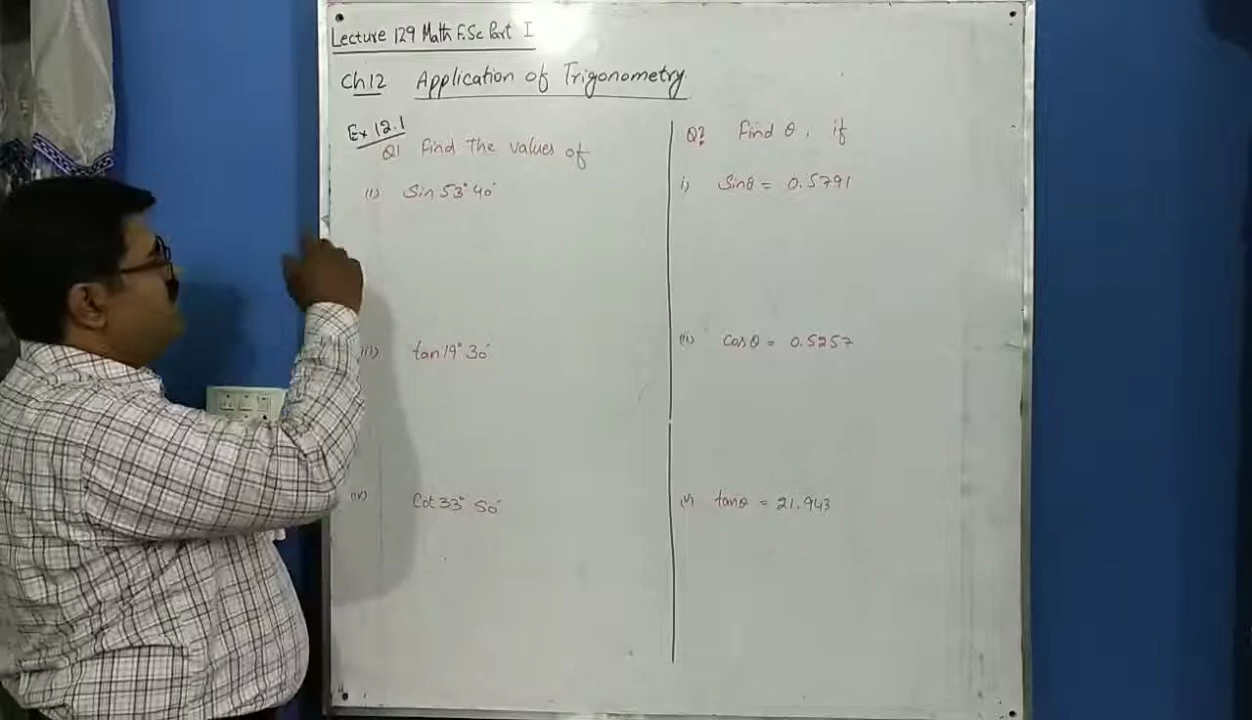 Lecture 129 Math F.Sc Part I
Ch12 Application of Trigonometry
Ex 12.1
Q1 Find the values of
(i) Sin 53° 40'
(iii) tan 19° 30'
(iv) Cot 33° 50'
Q2 Find θ, if
i) Sinθ = 0.5791
(ii) cosθ = 0.5257
(v) tanθ = 21.943